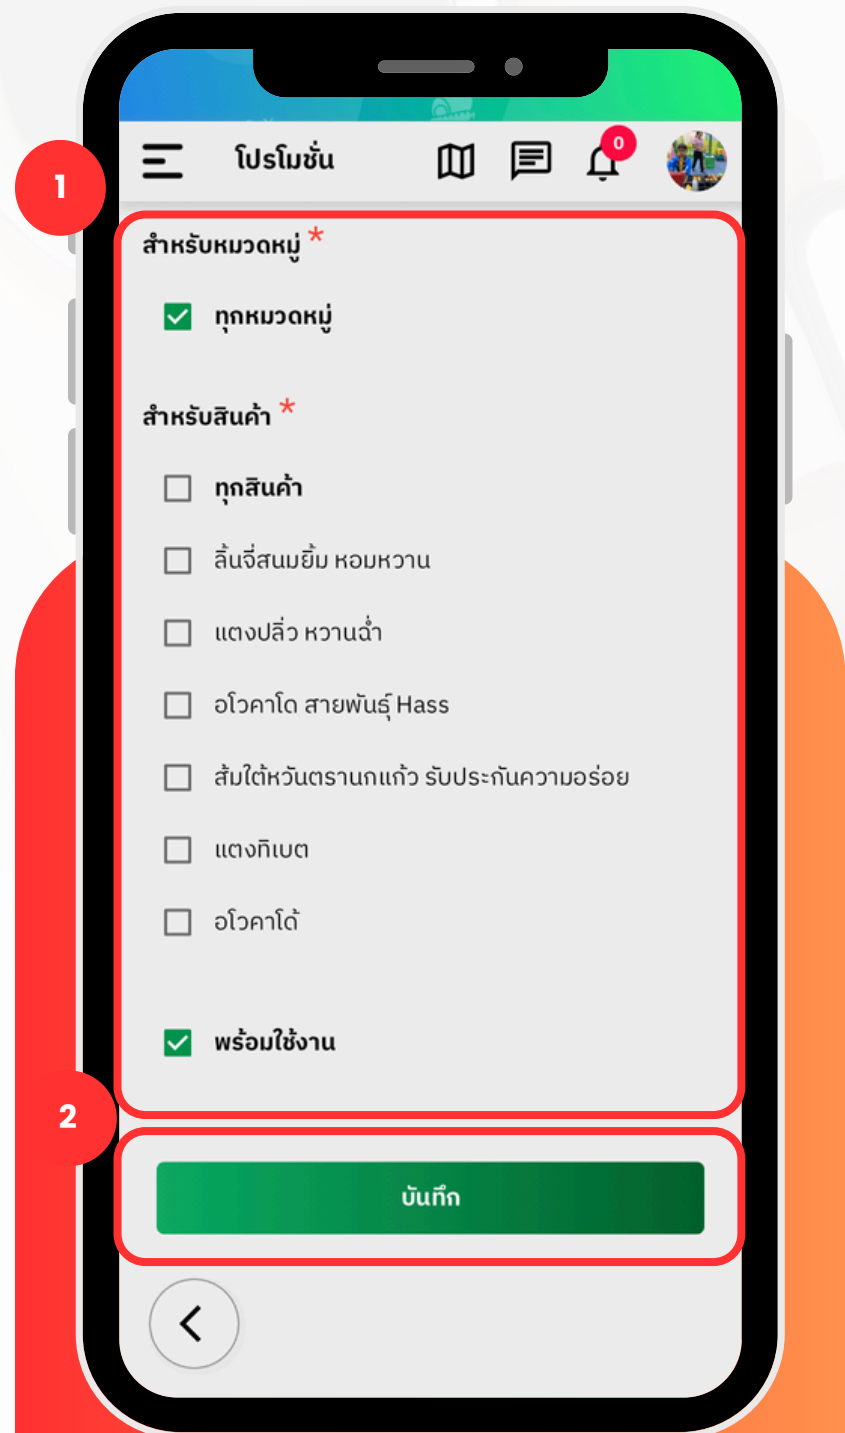 โปรโมชั่น
0
1
สำหรับหมวดหมู่ *
ทุกหมวดหมู่
สำหรับสินค้า *
ทุกสินค้า
ลิ้นจี่สนมยิ้ม หอมหวาน
แตงปลิ่ว หวานฉ่ำ
อโวคาโด สายพันธุ์ Hass
ส้มใต้หวันตรานกแก้ว รับประกันความอร่อย
แตงทิเบต
อโวคาโด้
พร้อมใช้งาน
2
บันทึก